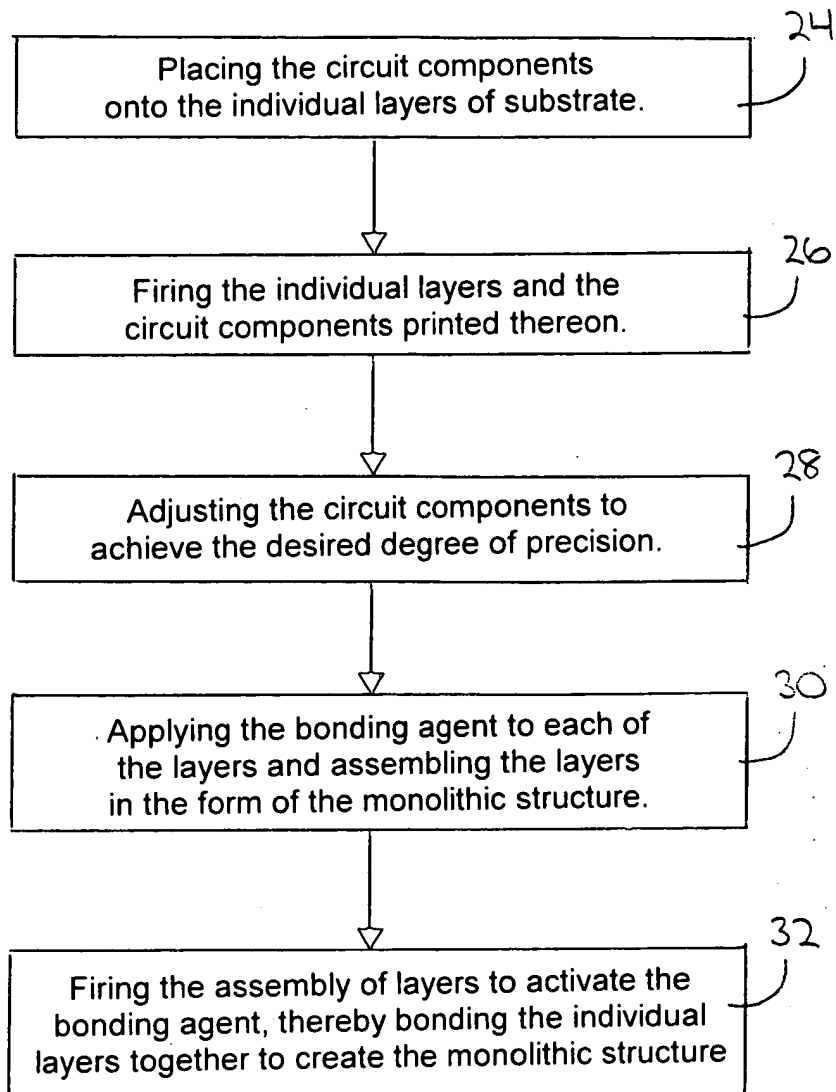 24
Placing the circuit components
onto the individual layers of substrate.
26
Firing the individual layers and the
circuit components printed thereon.
28
Adjusting the circuit components to
achieve the desired degree of precision.
30
Applying the bonding agent to each of
the layers and assembling the layers
in the form of the monolithic structure.
32
Firing the assembly of layers to activate the
bonding agent, thereby bonding the individual
layers together to create the monolithic structure